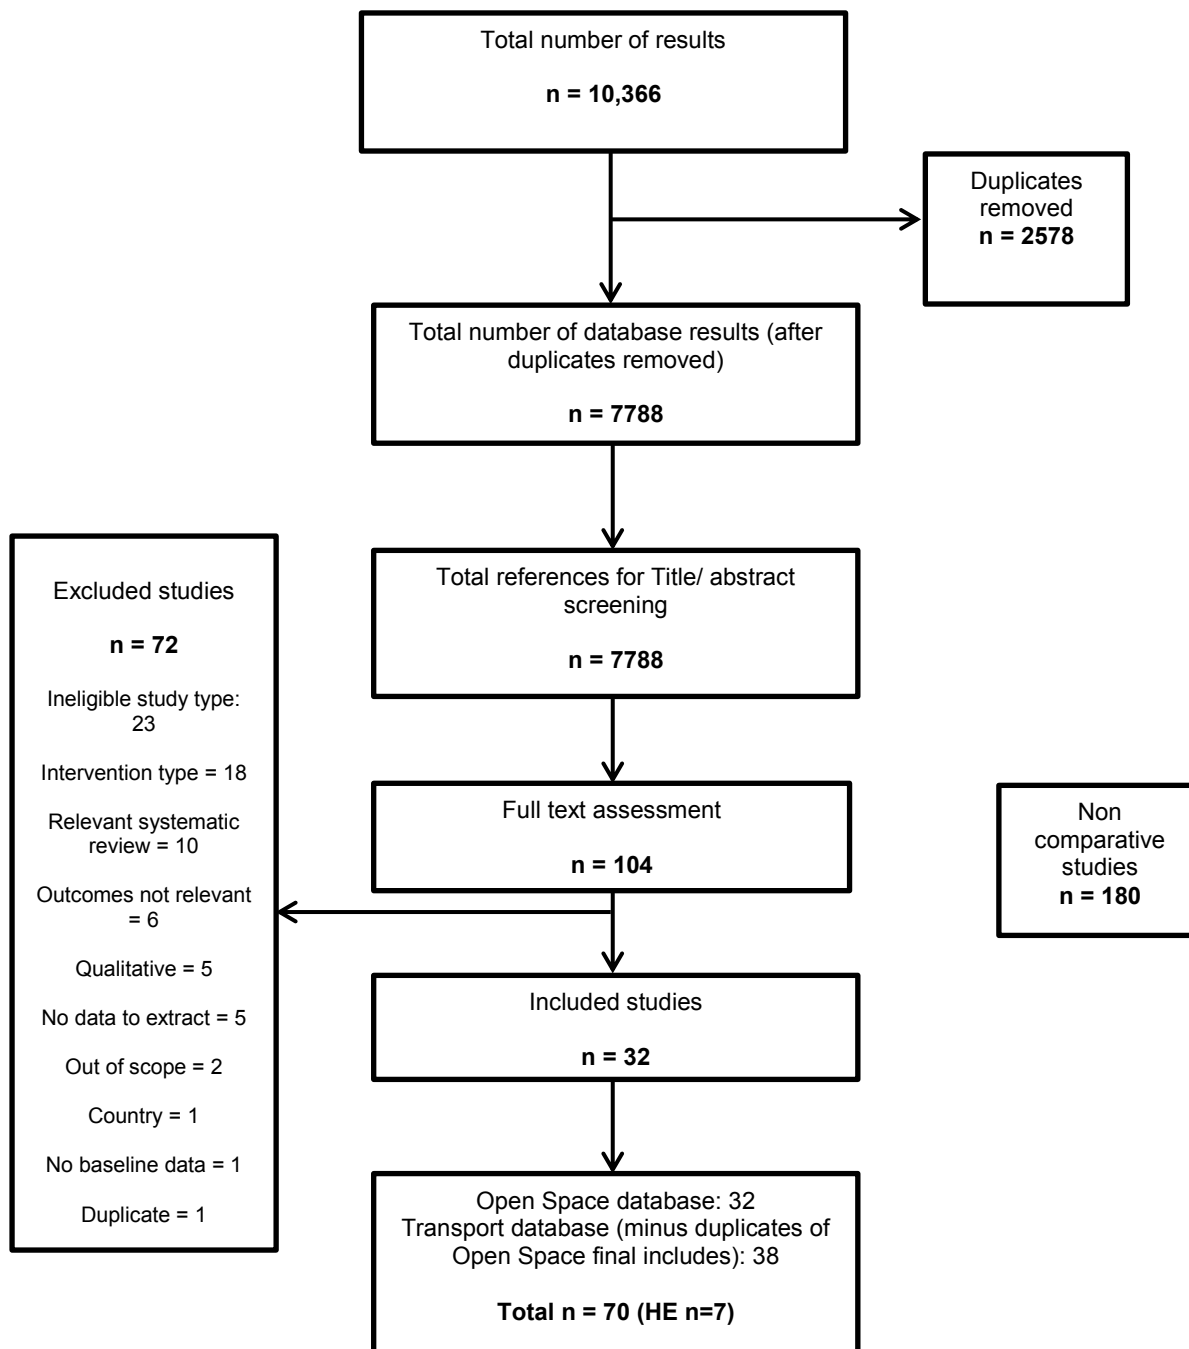 Total number of results
n = 10,366
Duplicates
removed
n = 2578
Total number of database results (after
duplicates removed)
n = 7788
Total references for Title/ abstract
screening
n = 7788
Excluded studies
n = 72
Ineligible study type:
23
Intervention type = 18
Relevant systematic
review = 10
Outcomes not relevant
= 6
Qualitative = 5
No data to extract = 5
Out of scope = 2
Country = 1
No baseline data = 1
Duplicate = 1
Full text assessment
n = 104
Non
comparative
studies
n = 180
Included studies
n = 32
Open Space database: 32
Transport database (minus duplicates of
Open Space final includes): 38
Total n = 70 (HE n=7)